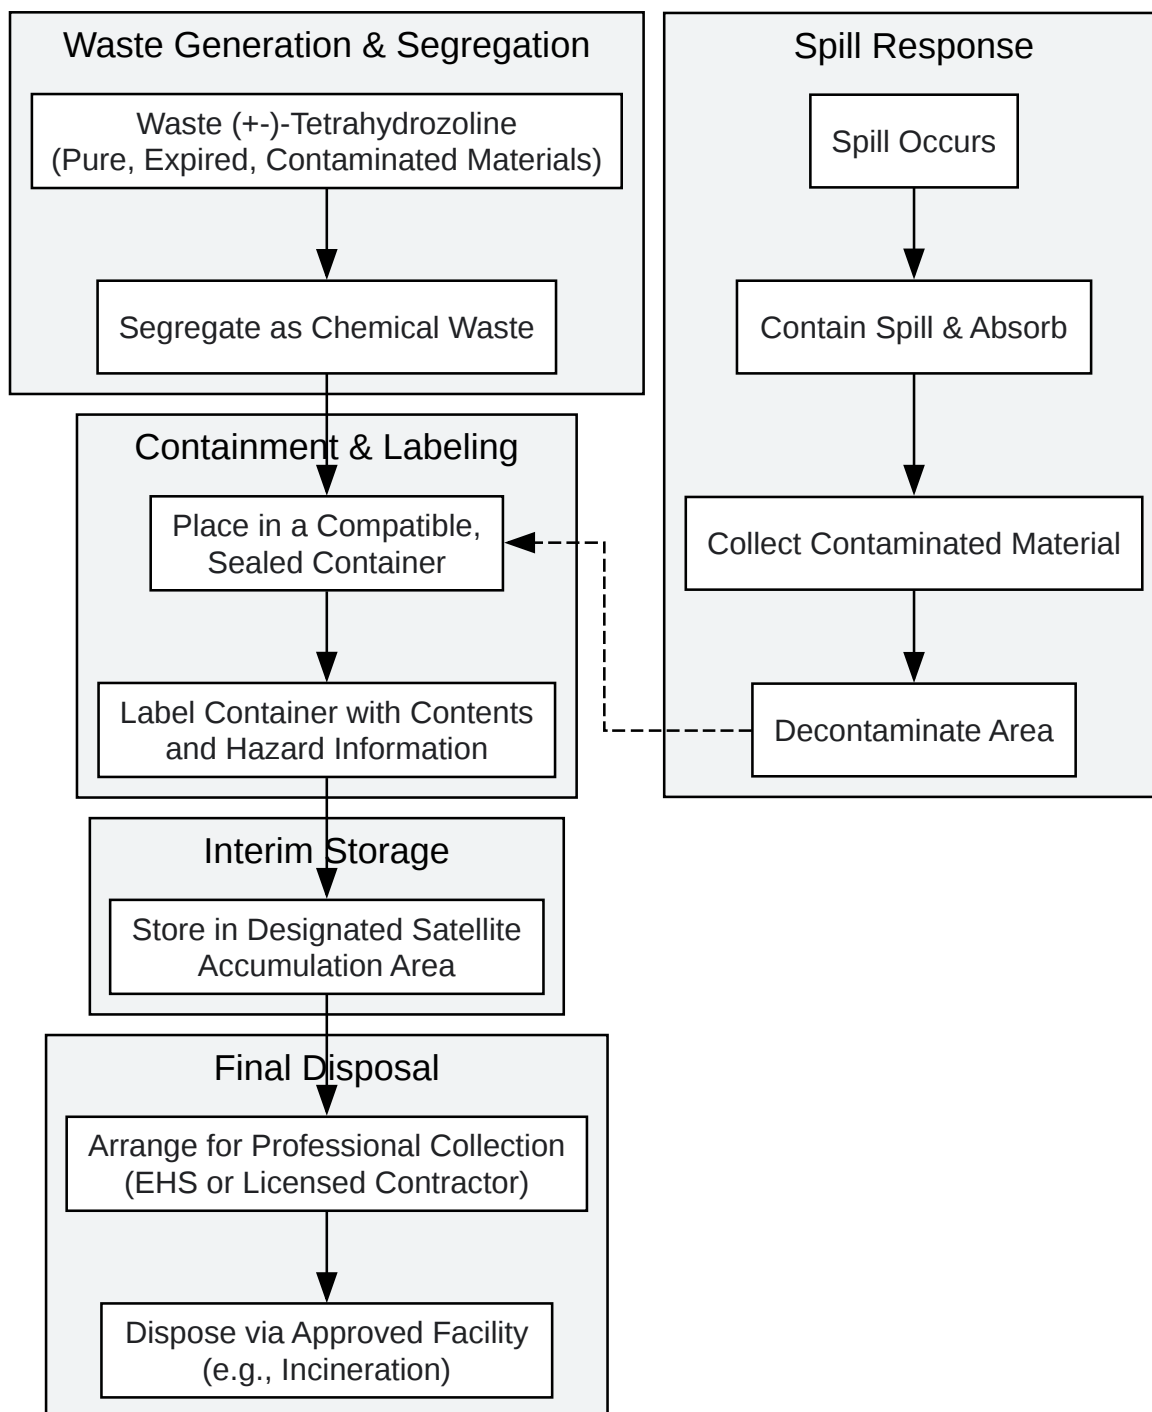 Waste Generation & Segregation
Waste (+-)-Tetrahydrozoline
(Pure, Expired, Contaminated Materials)
Segregate as Chemical Waste
Containment & Labeling
Place in a Compatible,
Sealed Container
Label Container with Contents
and Hazard Information
Interim Storage
Store in Designated Satellite
Accumulation Area
Final Disposal
Arrange for Professional Collection
(EHS or Licensed Contractor)
Dispose via Approved Facility
(e.g., Incineration)
Spill Response
Spill Occurs
Contain Spill & Absorb
Collect Contaminated Material
Decontaminate Area